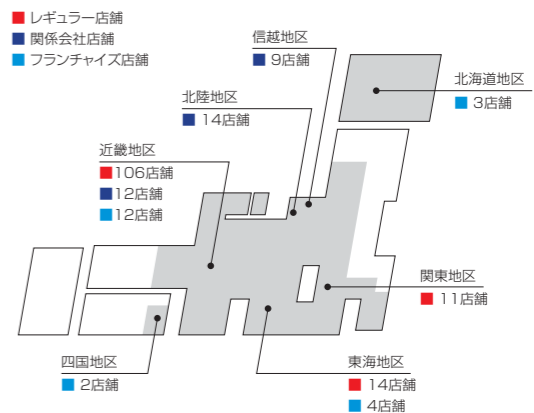 レギュラー店舗
関係会社店舗
フランチャイズ店舗
信越地区
9店舗
北海道地区
3店舗
北陸地区
14店舗
近畿地区
106店舗
12店舗
12店舗
関東地区
11店舗
四国地区
2店舗
東海地区
14店舗
4店舗